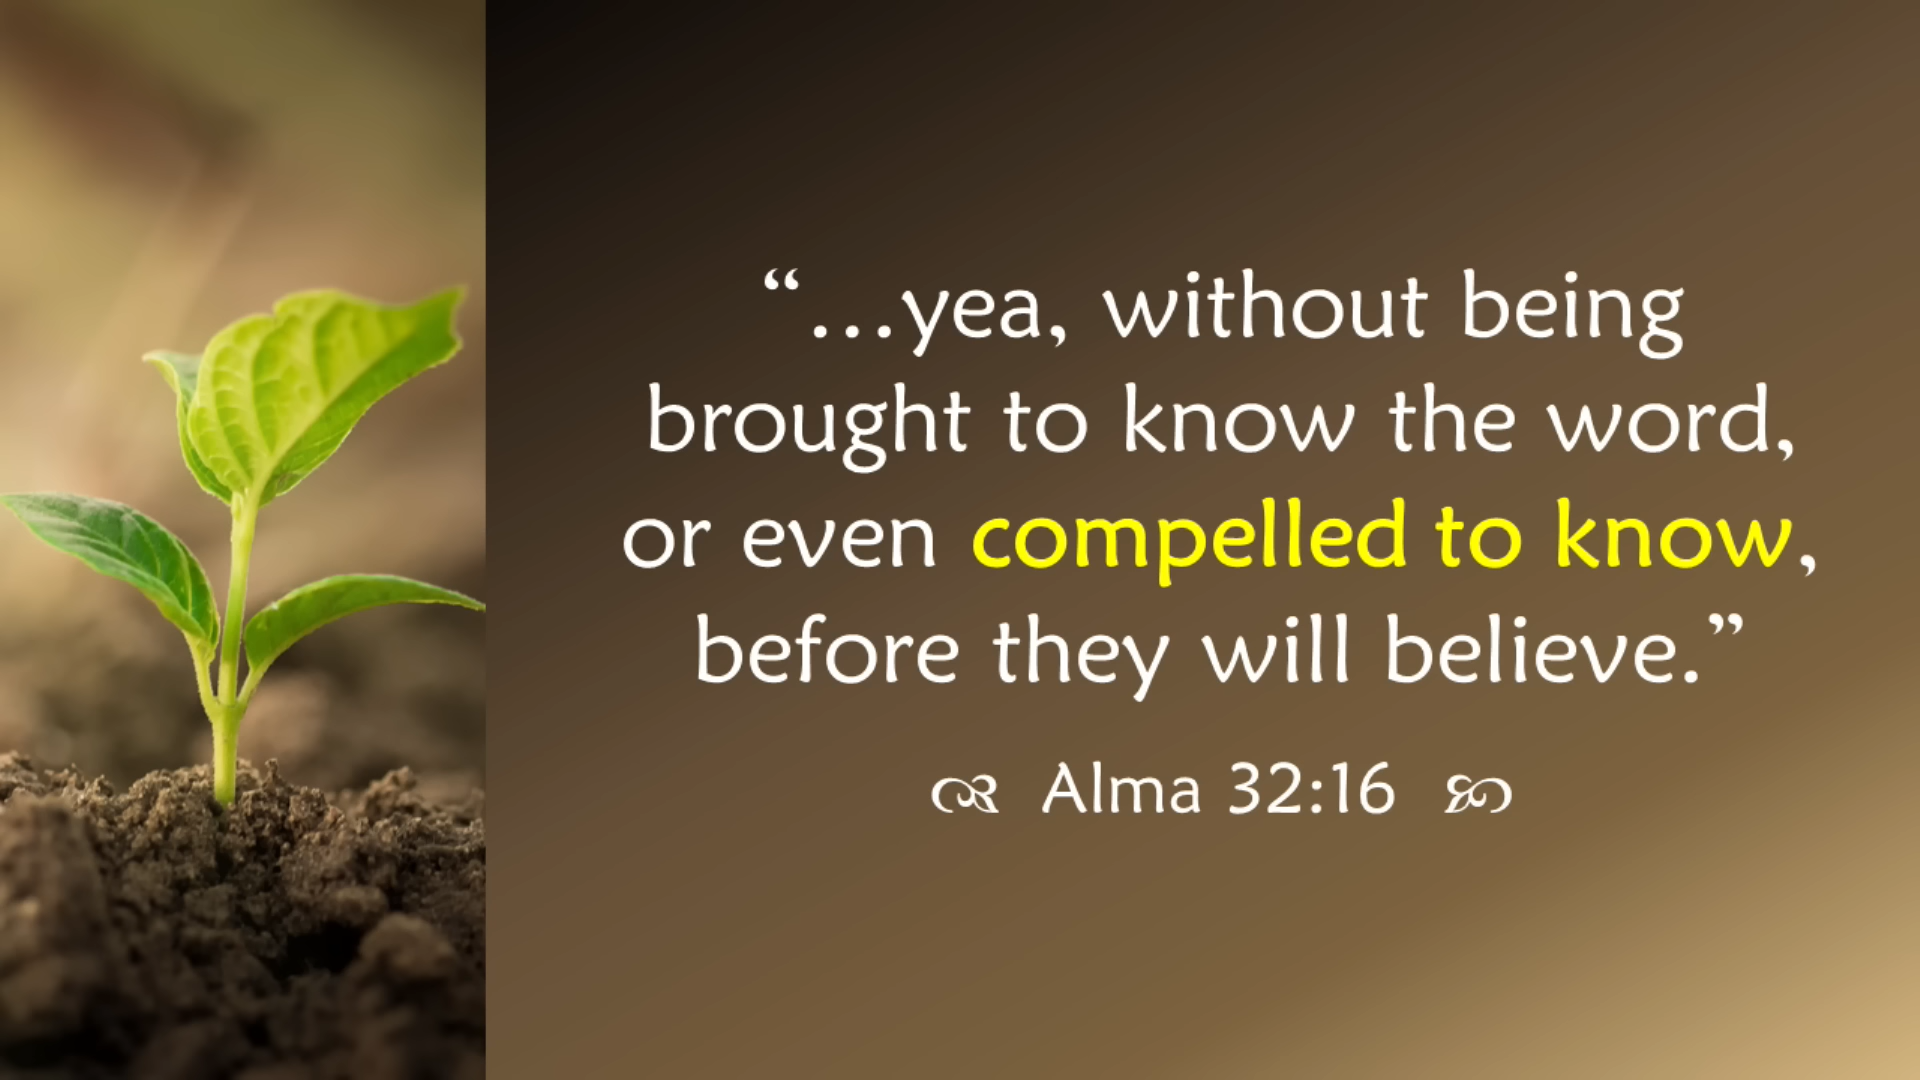 “...yea, without being
brought to know the word,
or even compelled to know,
before they will believe.”
Alma 32:16